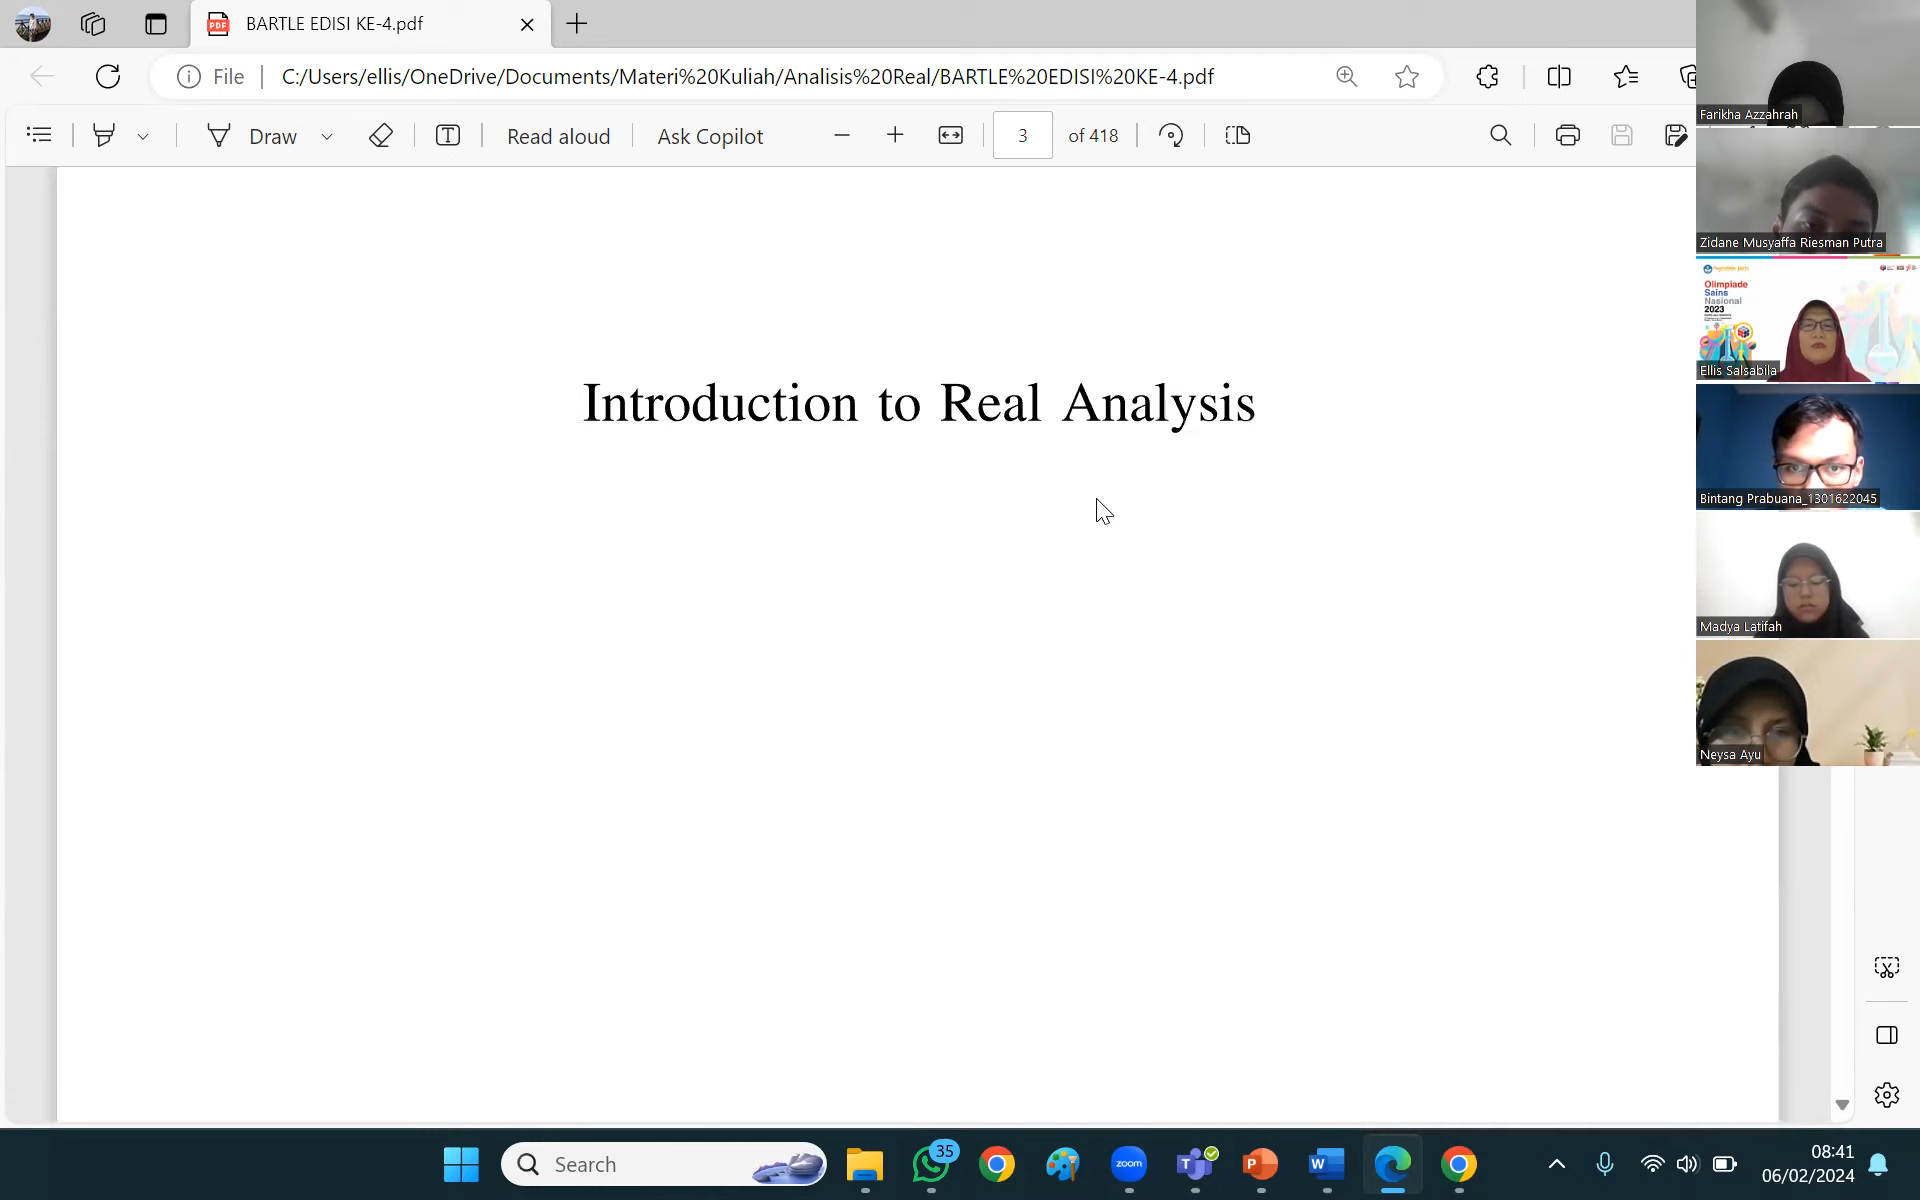 BARTLE EDISI KE-4.pdf
File
C:/Users/ellis/OneDrive/Documents/Materi%20Kuliah/Analisis%20Real/BARTLE%20EDISI%20KE-4.pdf
Draw
Read aloud
Ask Copilot
3
of 418
Introduction to Real Analysis
Farikha Azzahrah
Zidane Musyaffa Riesman Putra
Olimpiade
Sains
Nasional
2023
Ellis Salsabila
Bintang Prabuana_1301622045
Madya Latifah
Neysa Ayu
Search
35
zoom
08:41
06/02/2024